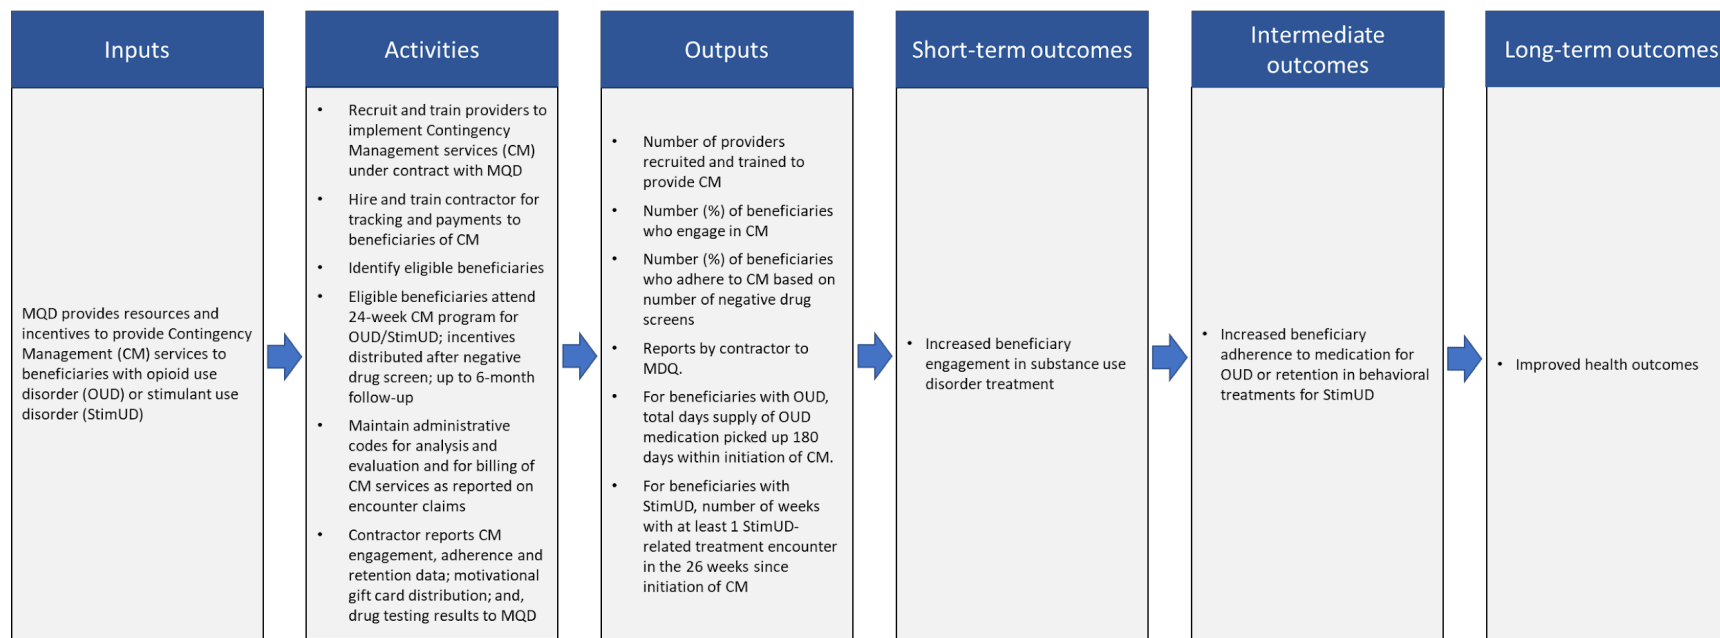 Inputs
MQD provides resources and
incentives to provide Contingency
Management (CM) services to
beneficiaries with opioid use
disorder (OUD) or stimulant use
disorder (StimUD)
Activities
• Recruit and train providers to
implement Contingency
Management services (CM)
under contract with MQD
• Hire and train contractor for
tracking and payments to
beneficiaries of CM
• Identify eligible beneficiaries
• Eligible beneficiaries attend
24-week CM program for
OUD/StimUD; incentives
distributed after negative
drug screen; up to 6-month
follow-up
• Maintain administrative
codes for analysis and
evaluation and for billing of
CM services as reported on
encounter claims
• Contractor reports CM
engagement, adherence and
retention data; motivational
gift card distribution; and,
drug testing results to MQD
Outputs
• Number of providers
recruited and trained to
provide CM
• Number (%) of beneficiaries
who engage in CM
• Number (%) of beneficiaries
who adhere to CM based on
number of negative drug
screens
• Reports by contractor to
MDQ.
• For beneficiaries with OUD,
total days supply of OUD
medication picked up 180
days within initiation of CM.
• For beneficiaries with
StimUD, number of weeks
with at least 1 StimUD-
related treatment encounter
in the 26 weeks since
initiation of CM
Short-term outcomes
• Increased beneficiary
engagement in substance use
disorder treatment
Intermediate
outcomes
• Increased beneficiary
adherence to medication for
OUD or retention in behavioral
treatments for StimUD
Long-term outcomes
• Improved health outcomes